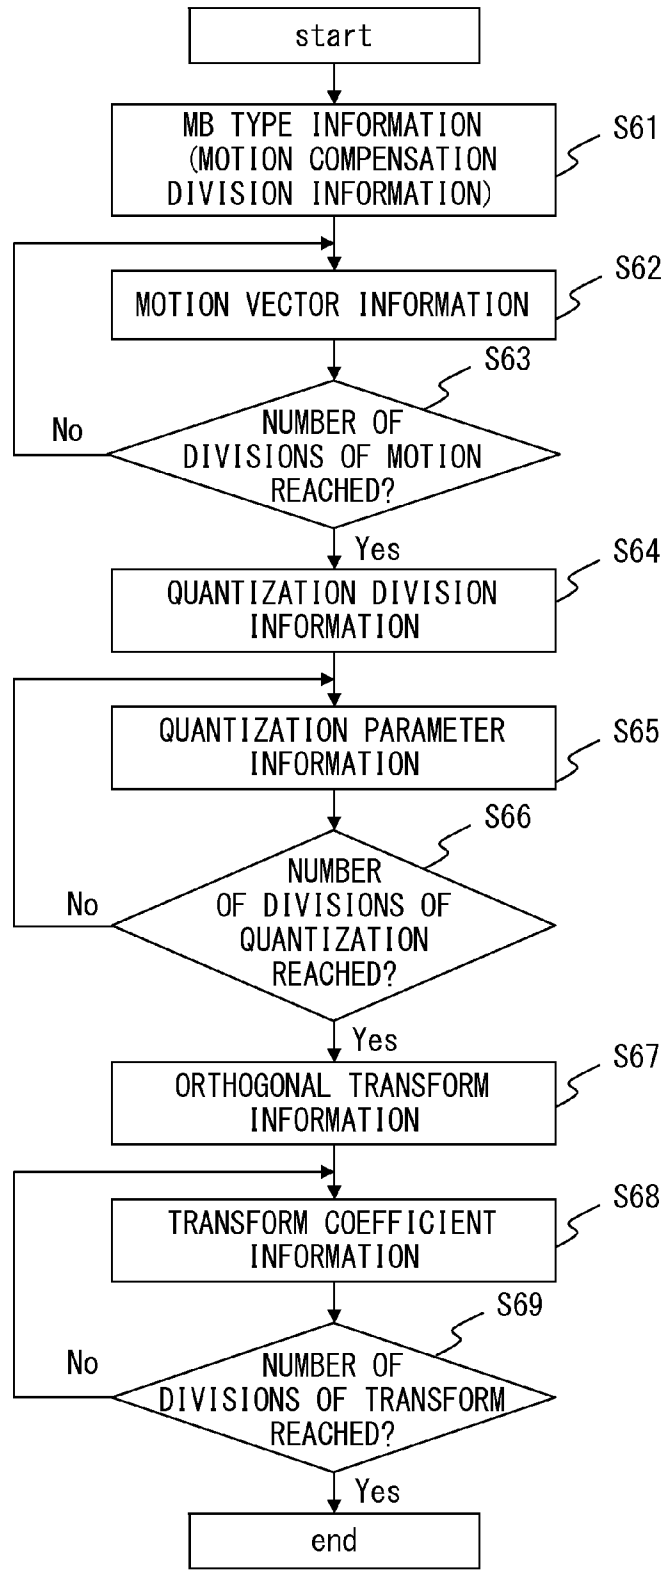 start
MB TYPE INFORMATION
(MOTION COMPENSATION
DIVISION INFORMATION)
S61
MOTION VECTOR INFORMATION
S62
S63
NUMBER OF
DIVISIONS OF MOTION
REACHED?
No
Yes
S64
QUANTIZATION DIVISION
INFORMATION
QUANTIZATION PARAMETER
INFORMATION
S65
S66
NUMBER
OF DIVISIONS OF
QUANTIZATION
REACHED?
No
Yes
S67
ORTHOGONAL TRANSFORM
INFORMATION
TRANSFORM COEFFICIENT
INFORMATION
S68
S69
NUMBER OF
DIVISIONS OF TRANSFORM
REACHED?
No
Yes
end